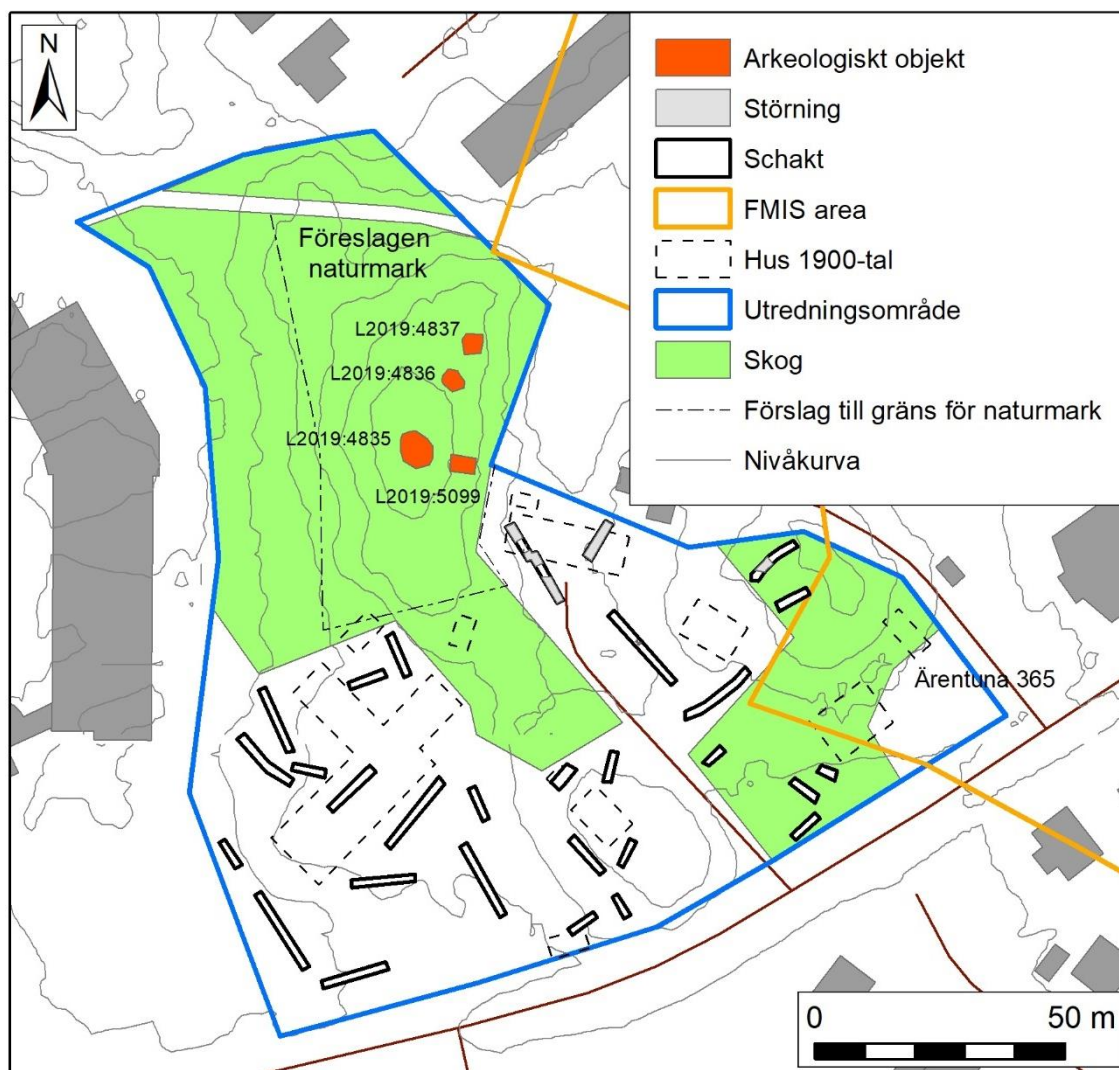 N
Arkeologiskt objekt
Störning
Schakt
FMIS area
Hus 1900-tal
Utredningsområde
Skog
Förslag till gräns för naturmark
Nivåkurva
Föreslagen
naturmark
L2019:4837
L2019:4836
L2019:4835
L2019:5099
Ärentuna 365
0 50 m